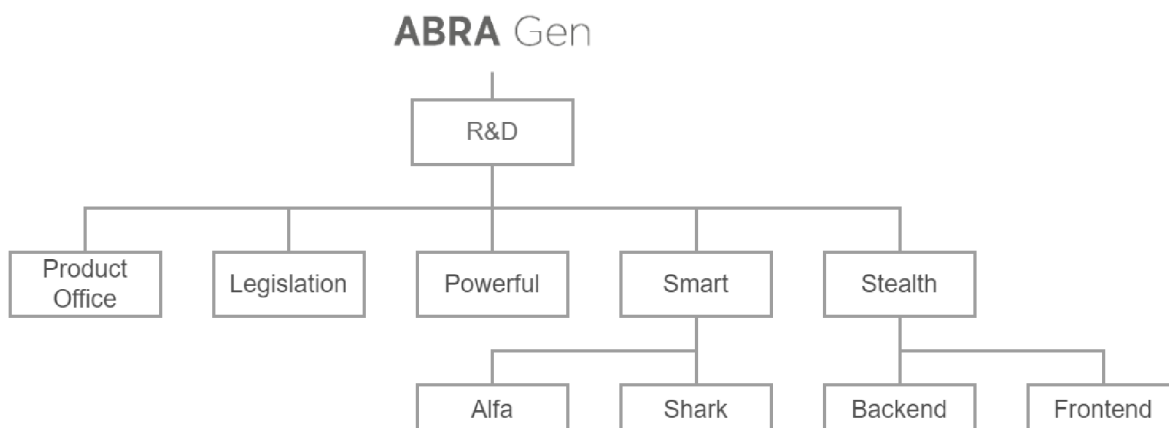 ABRA Gen
R&D
Product
Office
Legislation
Powerful
Smart
Stealth
Alfa
Shark
Backend
Frontend